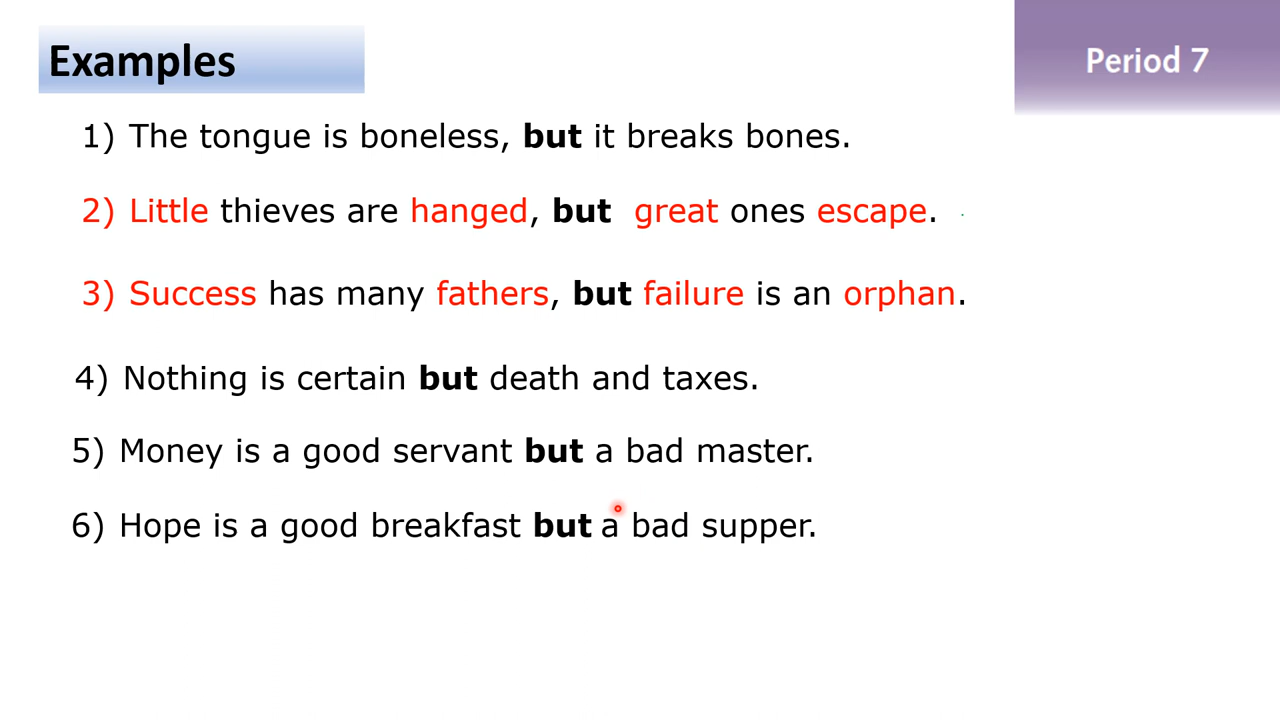 Examples
Period 7
1) The tongue is boneless, but it breaks bones.
2) Little thieves are hanged, but great ones escape.
3) Success has many fathers, but failure is an orphan.
4) Nothing is certain but death and taxes.
5) Money is a good servant but a bad master.
6) Hope is a good breakfast but a bad supper.